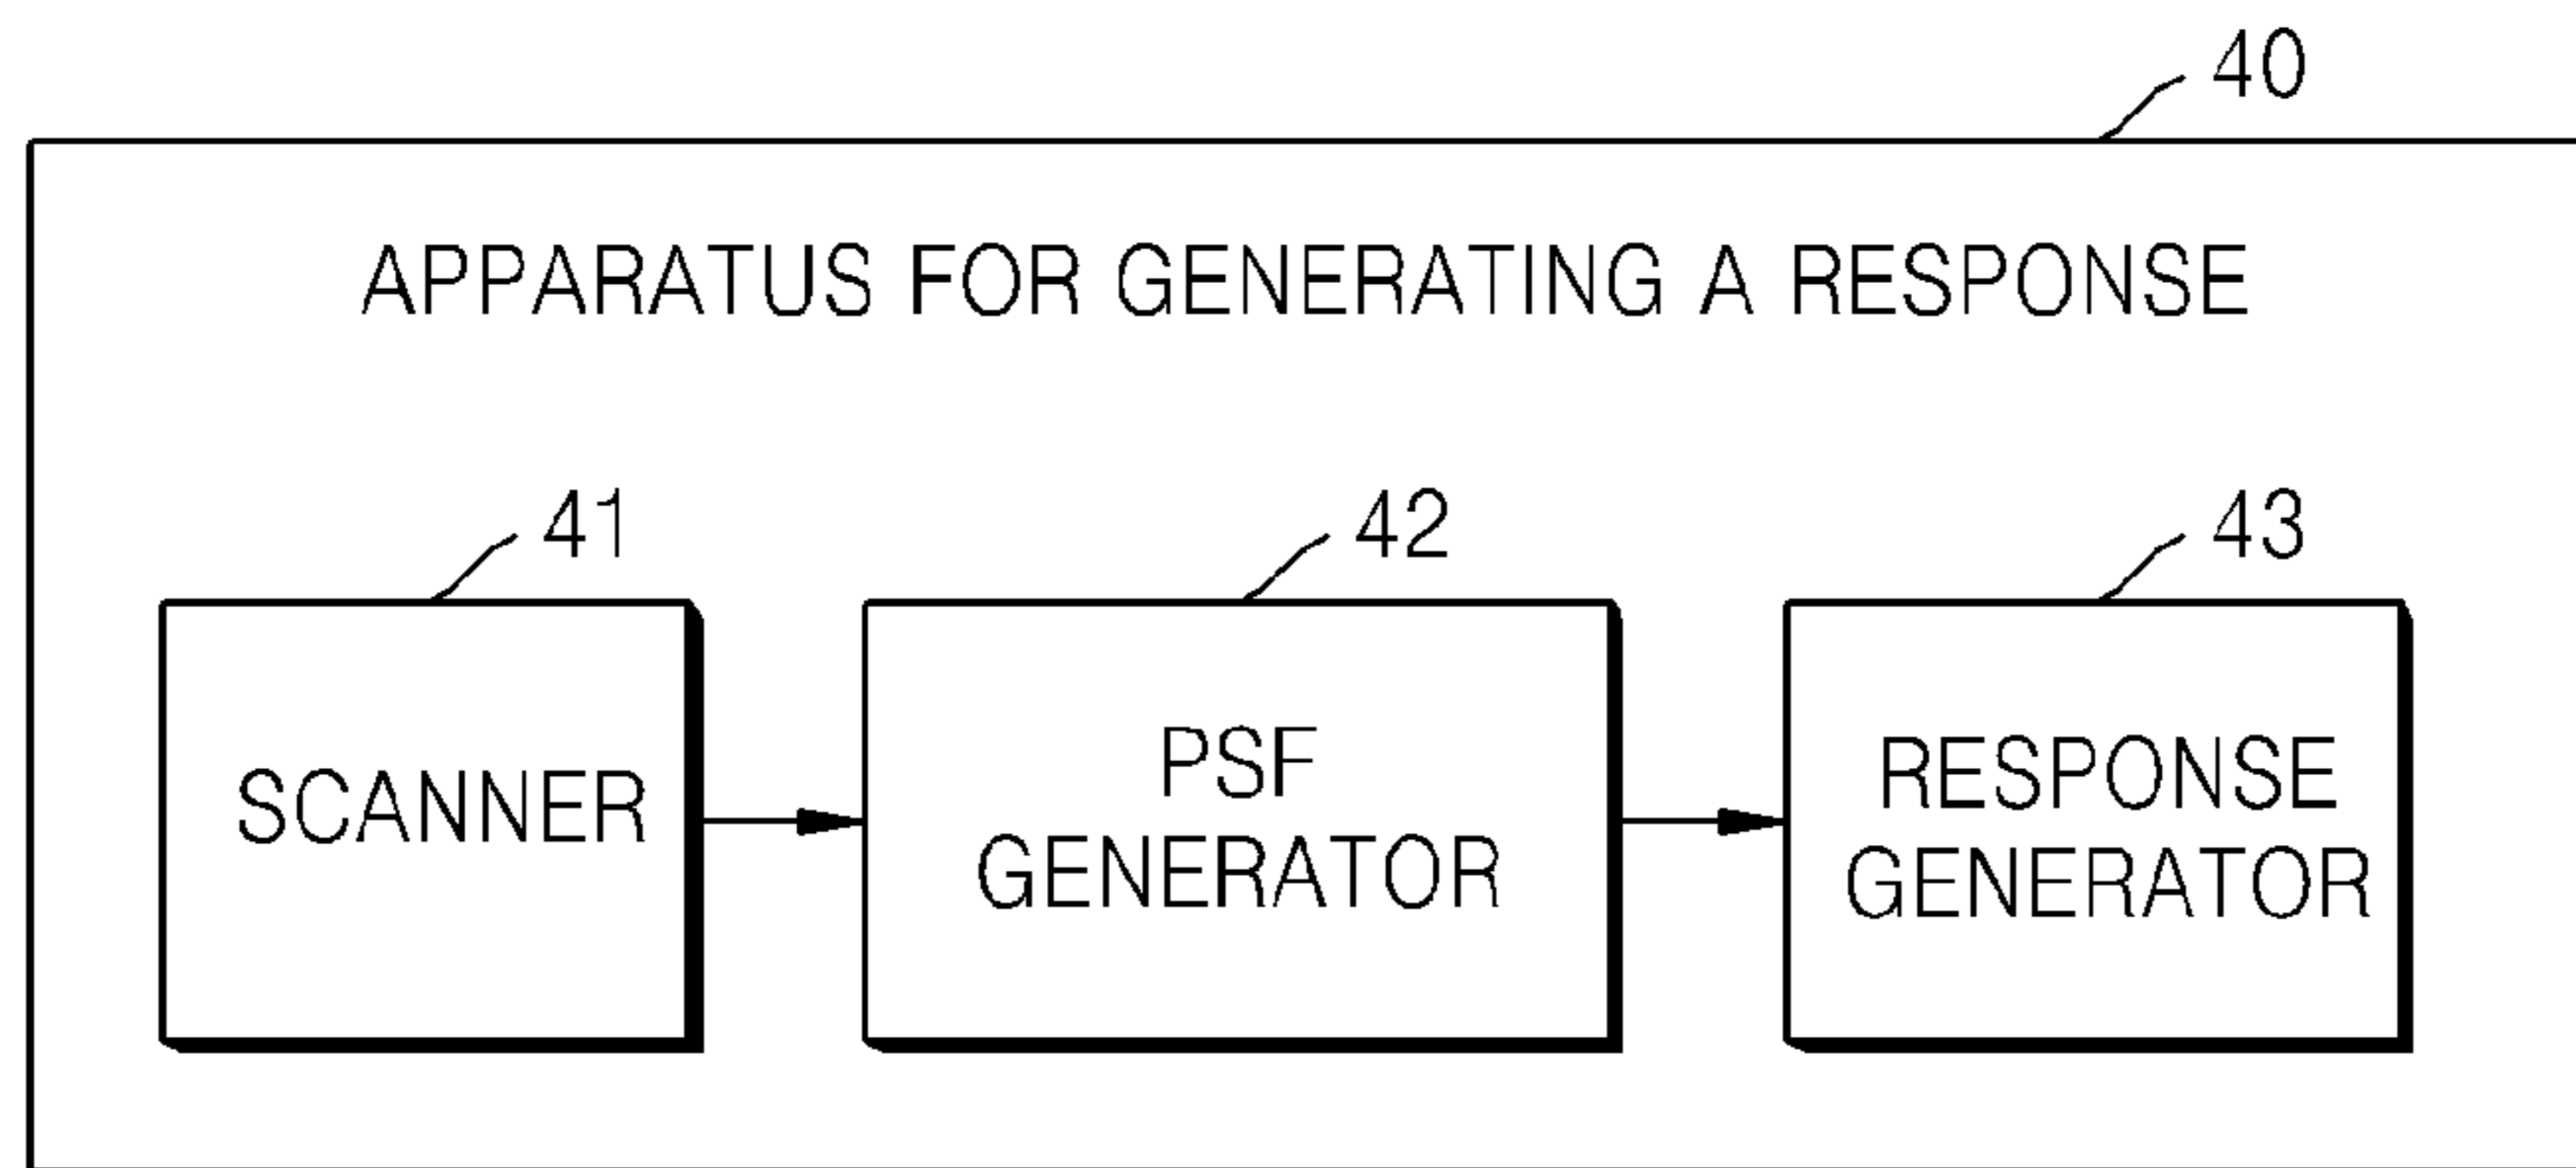 40
APPARATUS FOR GENERATING A RESPONSE
41
42
43
SCANNER
PSF
GENERATOR
RESPONSE
GENERATOR